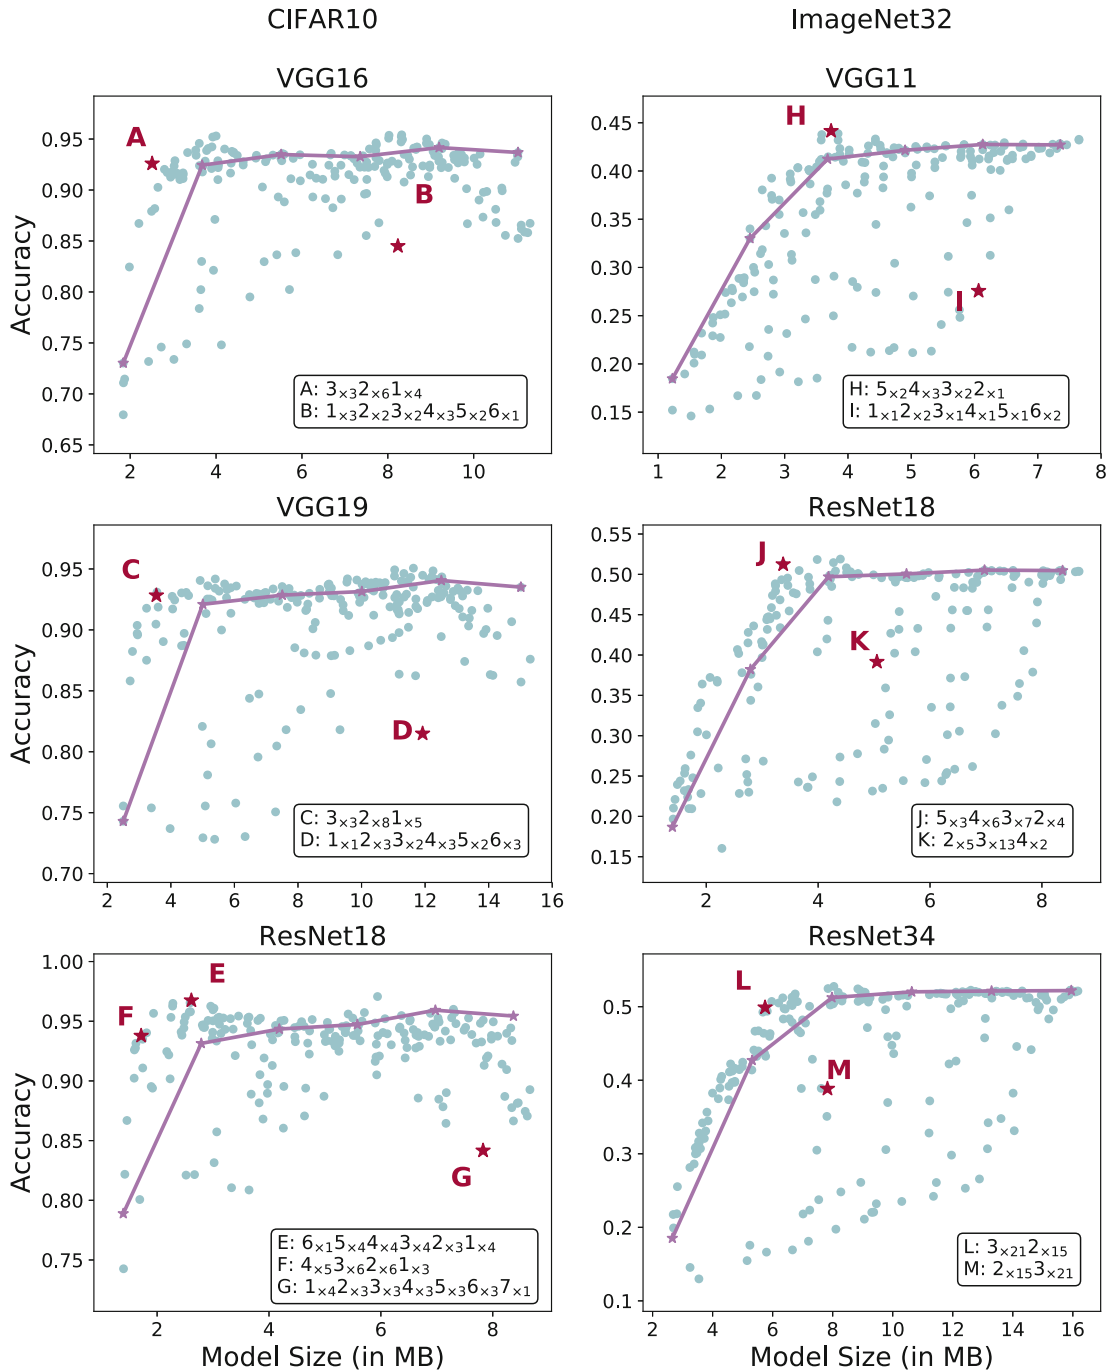 CIFAR10
ImageNet32
VGG16
VGG11
Accuracy
0.95
0.90
0.85
0.80
0.75
0.70
0.65
2 4 6 8 10
A
B
A: 3×32×61×4
B: 1×32×23×24×35×26×1
0.45
0.40
0.35
0.30
0.25
0.20
0.15
1 2 3 4 5 6 7 8
H
I
H: 5×24×33×22×1
I: 1×12×23×14×15×16×2
VGG19
ResNet18
Accuracy
0.95
0.90
0.85
0.80
0.75
0.70
2 4 6 8 10 12 14 16
C
D
C: 3×32×81×5
D: 1×12×33×24×35×26×3
0.55
0.50
0.45
0.40
0.35
0.30
0.25
0.20
0.15
2 4 6 8
J
K
J: 5×34×63×72×4
K: 2×53×134×2
ResNet18
ResNet34
Accuracy
1.00
0.95
0.90
0.85
0.80
0.75
2 4 6 8
E
F
G
E: 6×15×44×43×42×31×4
F: 4×53×62×61×3
G: 1×42×33×34×35×36×37×1
Model Size (in MB)
0.5
0.4
0.3
0.2
0.1
2 4 6 8 10 12 14 16
L
M
L: 3×212×15
M: 2×153×21
Model Size (in MB)